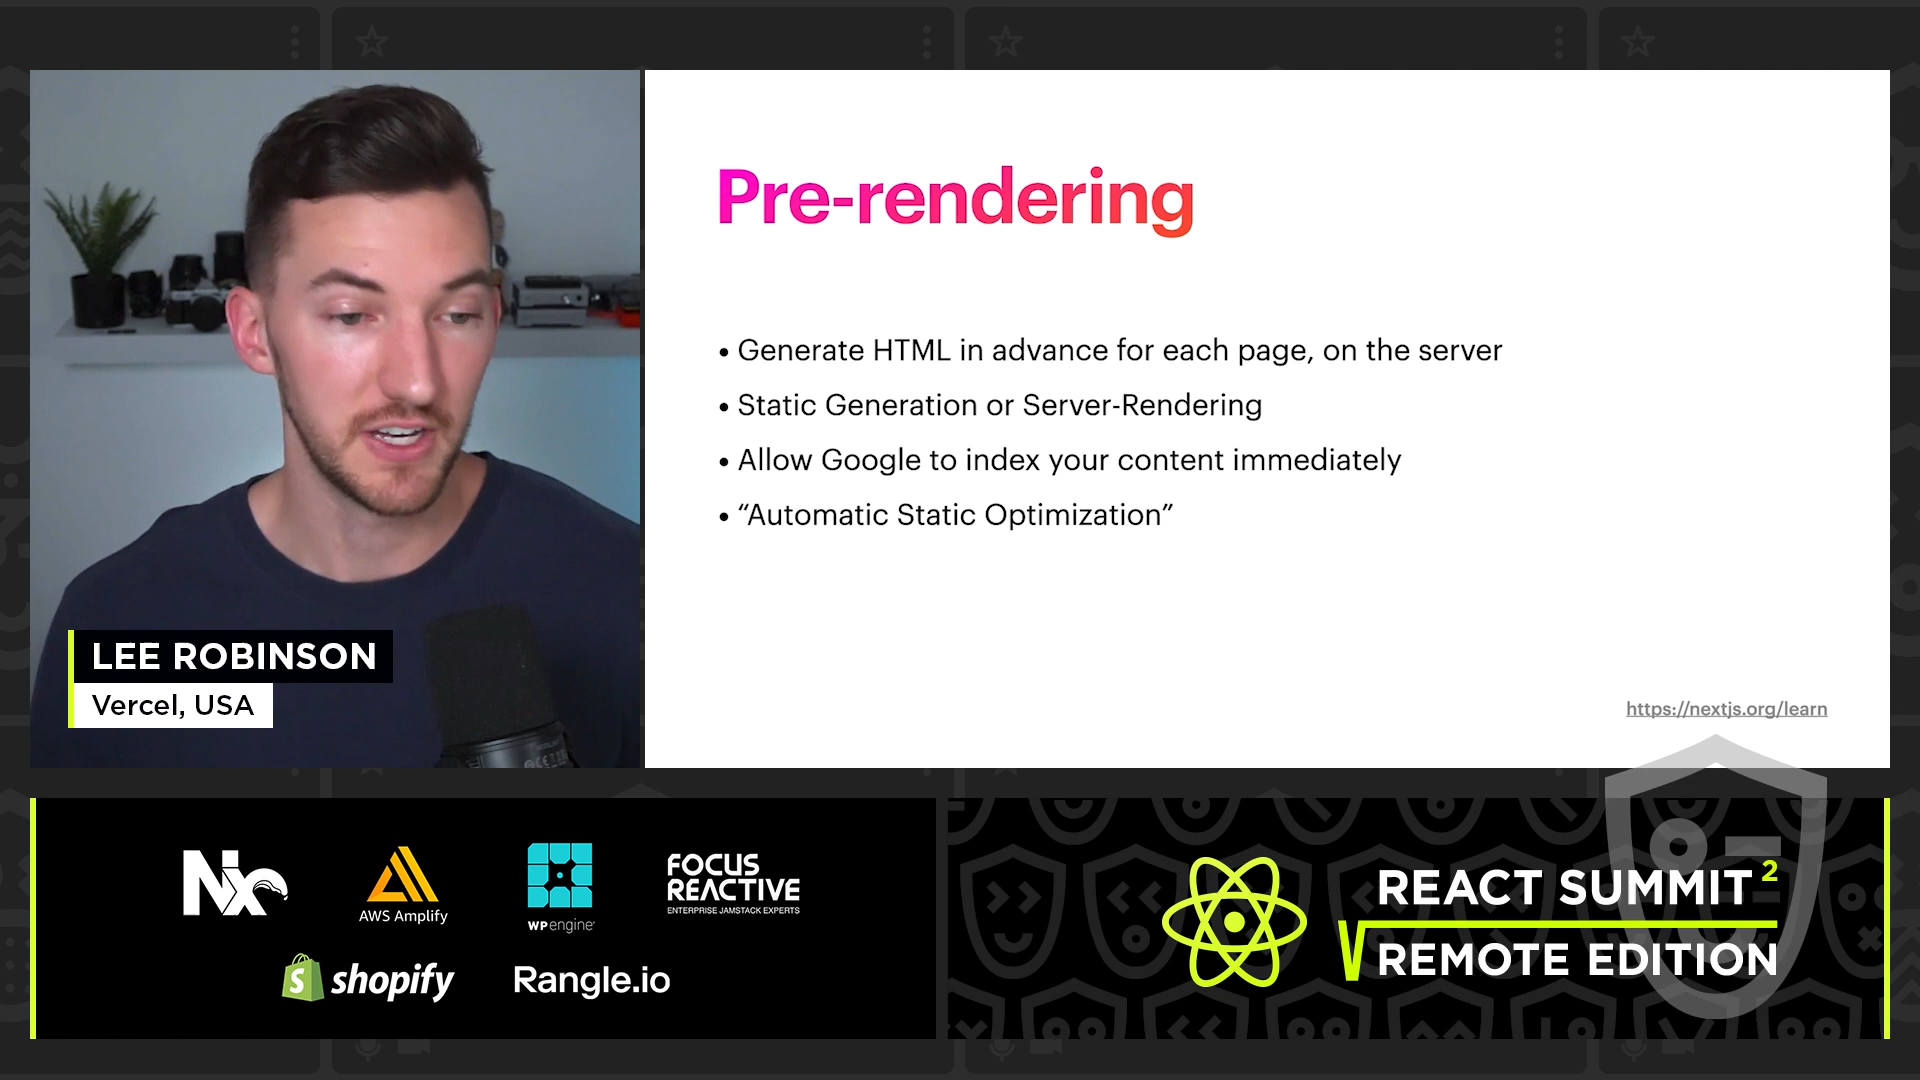 Pre-rendering
• Generate HTML in advance for each page, on the server
• Static Generation or Server-Rendering
• Allow Google to index your content immediately
• “Automatic Static Optimization”
https://nextjs.org/learn
LEE ROBINSON
Vercel, USA
Nx
AWS Amplify
WP engine
FOCUS
REACTIVE
ENTERPRISE JAMSTACK EXPERTS
shopify
Rangle.io
REACT SUMMIT 2
REMOTE EDITION